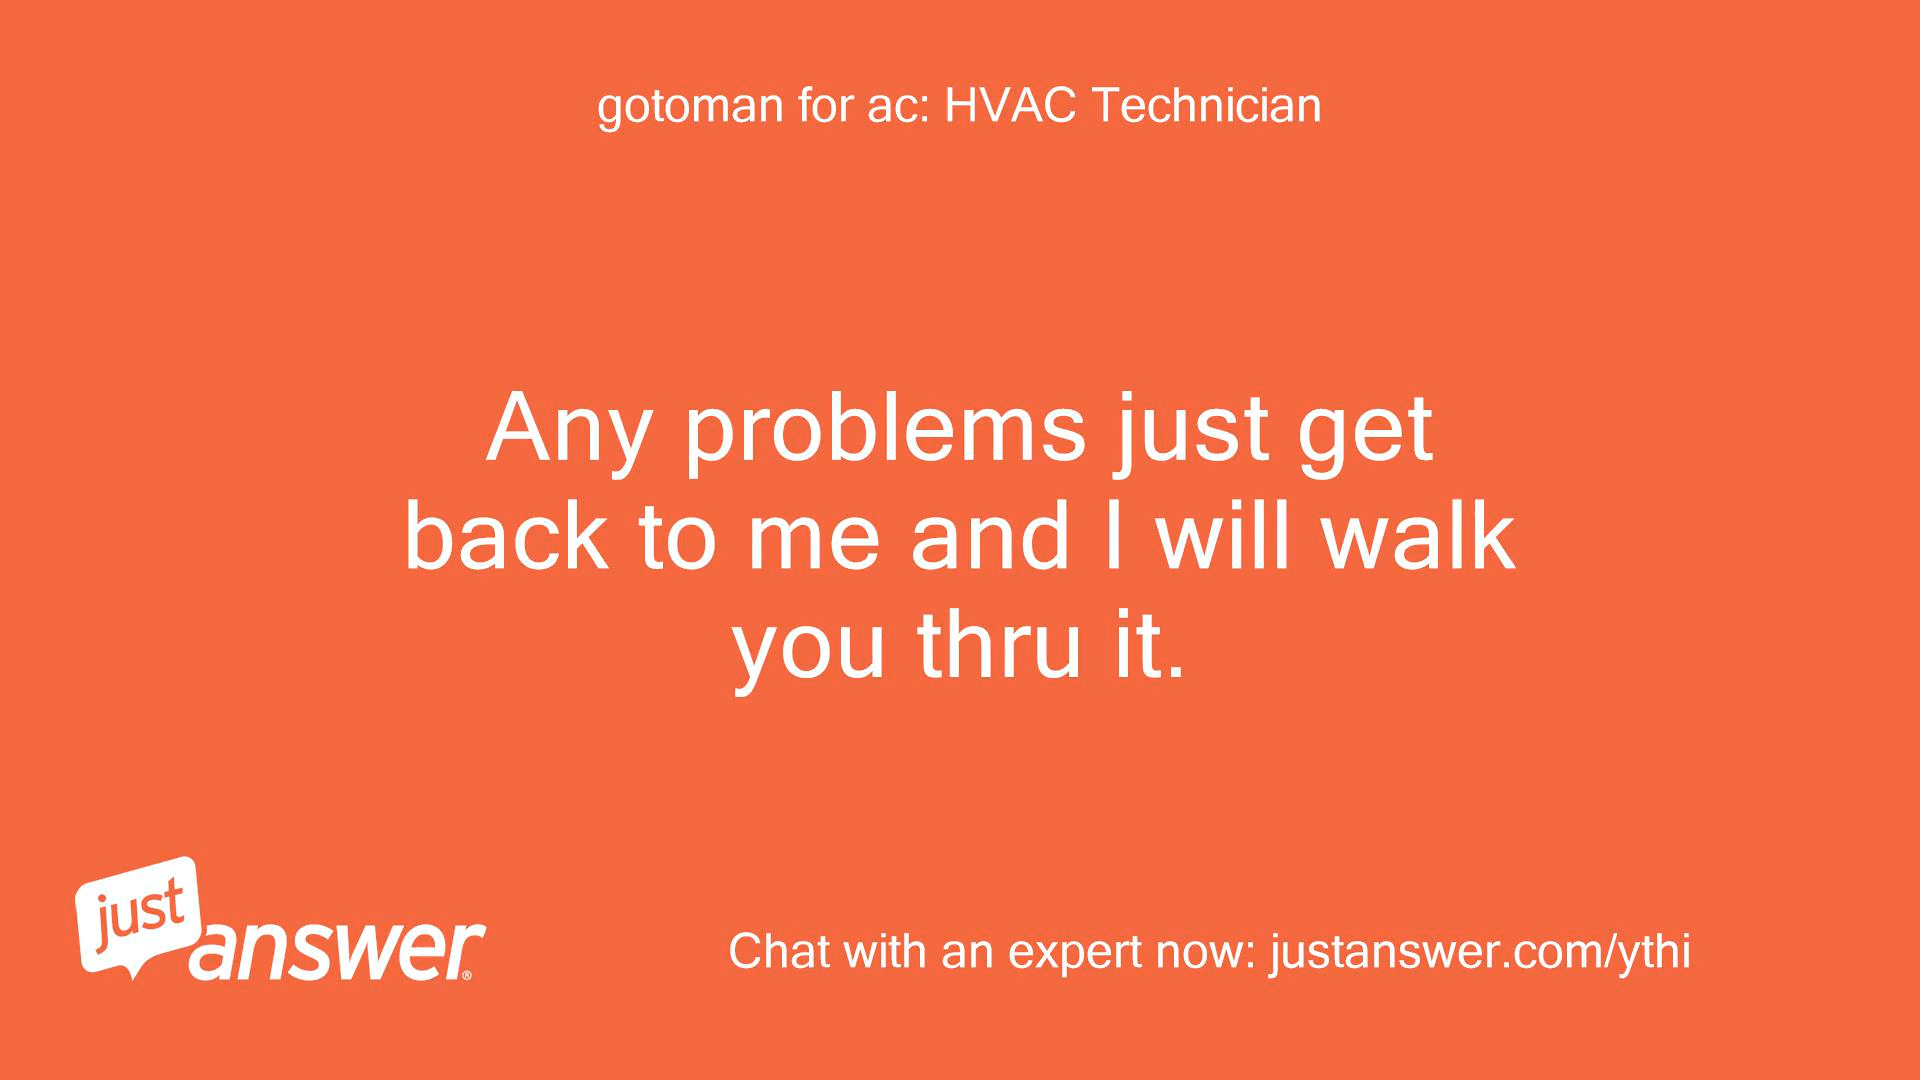 gotoman for ac: HVAC Technician
Any problems just get
back to me and I will walk
you thru it.
just
answer®
Chat with an expert now: justanswer.com/ythi